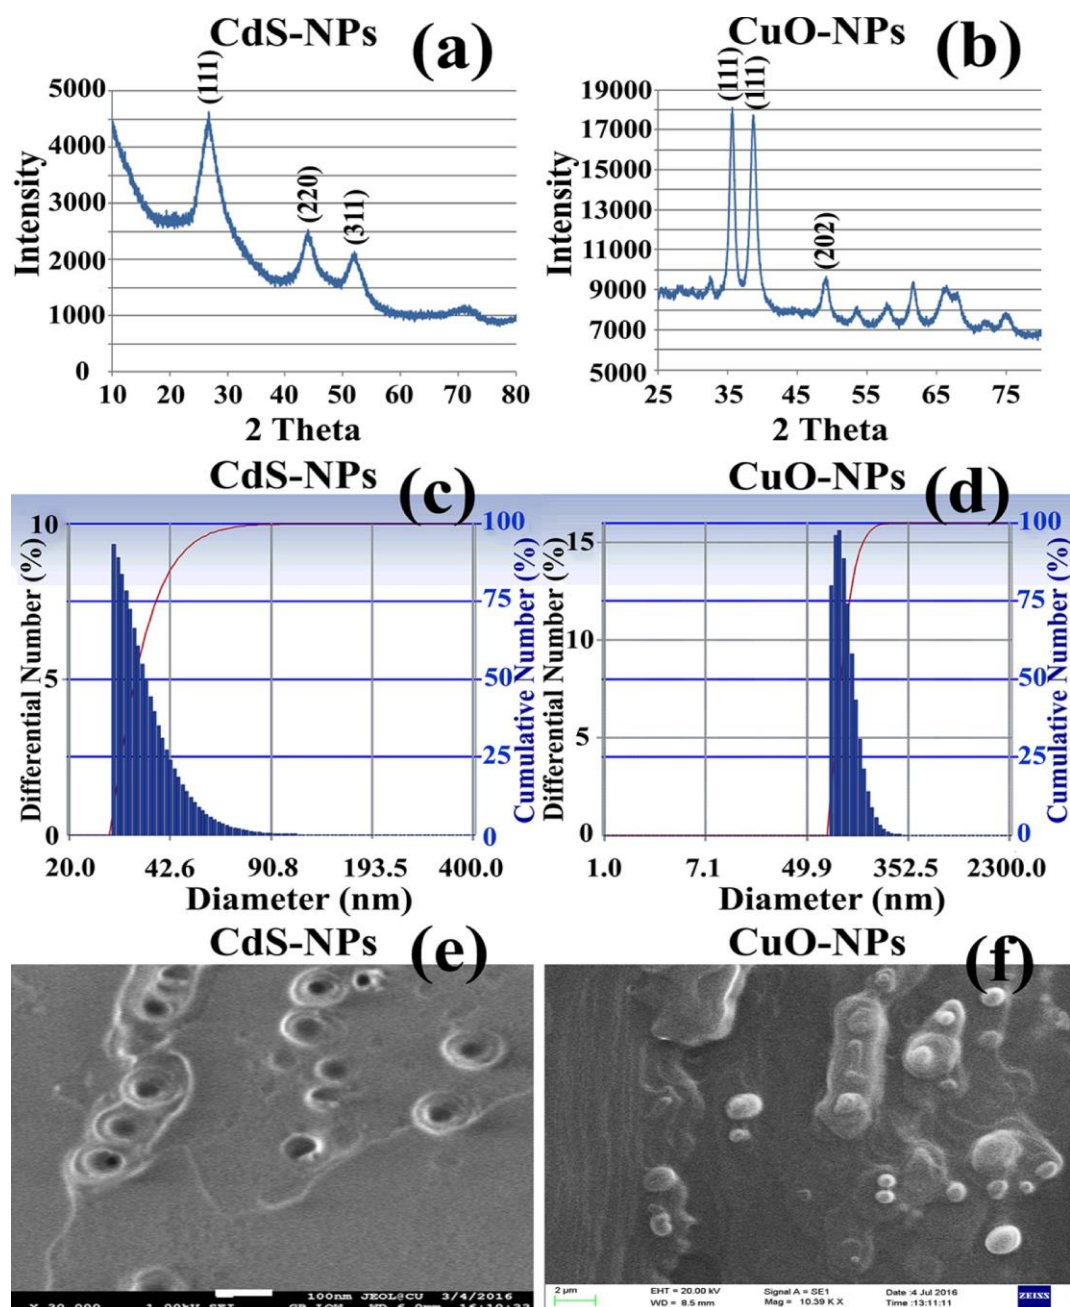 CdS-NPs (a)
(111)
(220)
(311)
5000
4000
3000
2000
1000
0
Intensity
10 20 30 40 50 60 70 80
2 Theta
CuO-NPs (b)
(111)
(111)
(202)
19000
17000
15000
13000
11000
9000
7000
5000
Intensity
25 35 45 55 65 75
2 Theta
CdS-NPs (c)
10
5
0
Differential Number (%)
100
75
50
25
0
Cumulative Number (%)
20.0 42.6 90.8 193.5 400.0
Diameter (nm)
CuO-NPs (d)
15
10
5
0
Differential Number (%)
100
75
50
25
0
Cumulative Number (%)
1.0 7.1 49.9 352.5 2300.0
Diameter (nm)
CdS-NPs (e)
100nm JEOL@CU 3/4/2016
CuO-NPs (f)
2 µm
EHT = 20.00 kV
WD = 8.5 mm
Signal A = SE1
Mag = 10.39 K X
Date :4 Jul 2016
Time :13:11:11
ZEISS